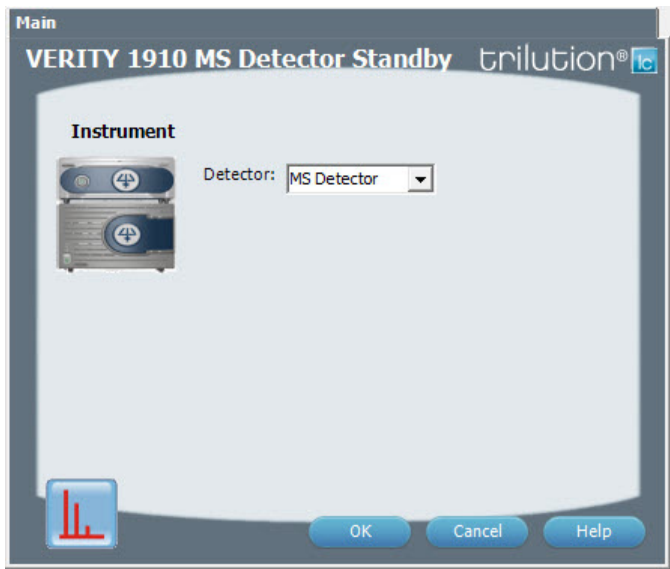 Main
VERITY 1910 MS Detector Standby trilution® lc
Instrument
Detector: MS Detector
OK Cancel Help